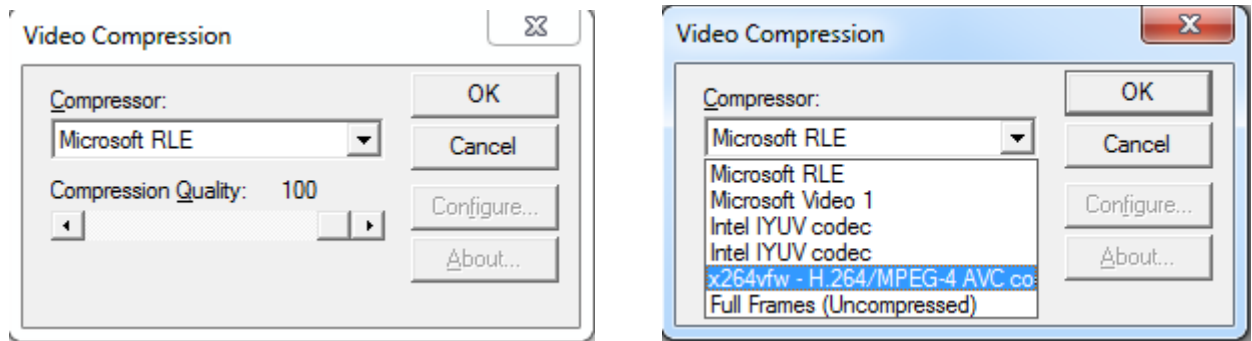 Video Compression
Compressor:
OK
Microsoft RLE
Cancel
Compression Quality: 100
Configure...
About...
Video Compression
Compressor:
OK
Microsoft RLE
Cancel
Microsoft RLE
Microsoft Video 1
Configure...
Intel IYUV codec
Intel IYUV codec
About...
x264vfw - H.264/MPEG-4 AVC co
Full Frames (Uncompressed)